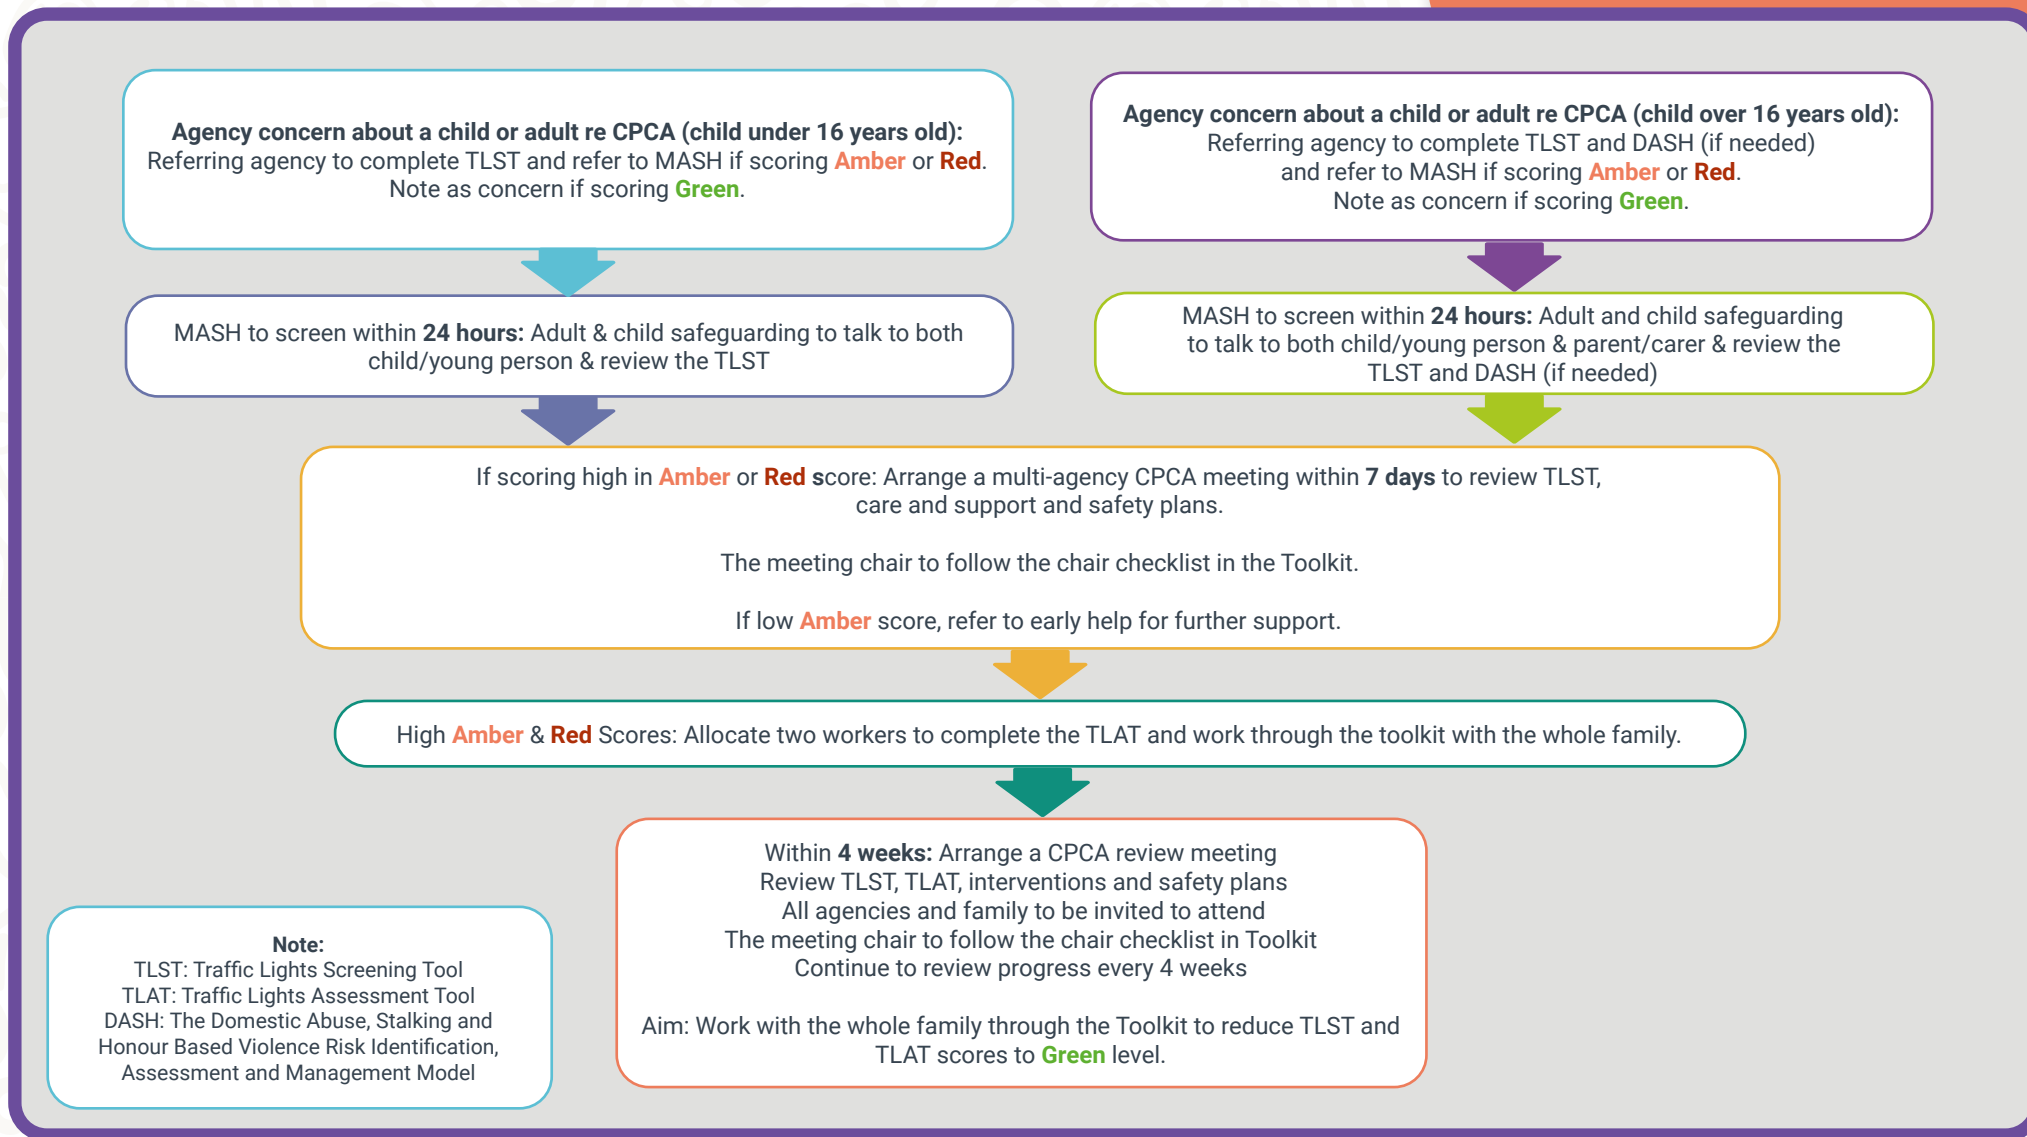 Agency concern about a child or adult re CPCA (child under 16 years old):
Referring agency to complete TLST and refer to MASH if scoring Amber or Red.
Note as concern if scoring Green.
Agency concern about a child or adult re CPCA (child over 16 years old):
Referring agency to complete TLST and DASH (if needed)
and refer to MASH if scoring Amber or Red.
Note as concern if scoring Green.
MASH to screen within 24 hours: Adult & child safeguarding to talk to both
child/young person & review the TLST
MASH to screen within 24 hours: Adult and child safeguarding
to talk to both child/young person & parent/carer & review the
TLST and DASH (if needed)
If scoring high in Amber or Red score: Arrange a multi-agency CPCA meeting within 7 days to review TLST,
care and support and safety plans.
The meeting chair to follow the chair checklist in the Toolkit.
If low Amber score, refer to early help for further support.
High Amber & Red Scores: Allocate two workers to complete the TLAT and work through the toolkit with the whole family.
Within 4 weeks: Arrange a CPCA review meeting
Review TLST, TLAT, interventions and safety plans
All agencies and family to be invited to attend
The meeting chair to follow the chair checklist in Toolkit
Continue to review progress every 4 weeks
Aim: Work with the whole family through the Toolkit to reduce TLST and
TLAT scores to Green level.
Note:
TLST: Traffic Lights Screening Tool
TLAT: Traffic Lights Assessment Tool
DASH: The Domestic Abuse, Stalking and
Honour Based Violence Risk Identification,
Assessment and Management Model